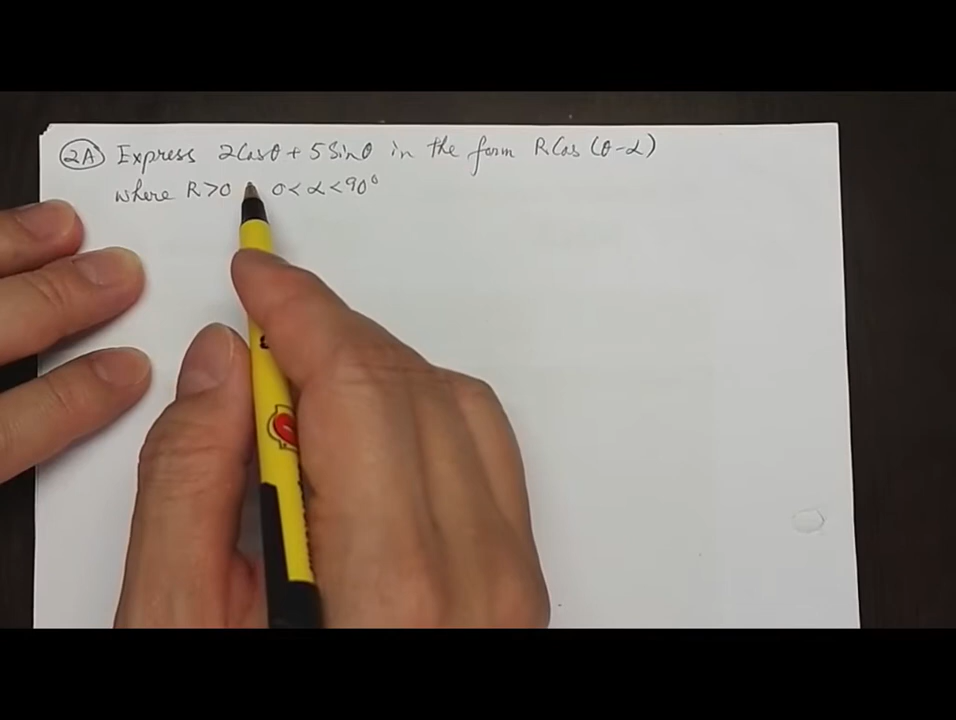 2A Express 2Cosθ + 5Sinθ in the form RCos (θ-α)
where R>0 0<α<90°